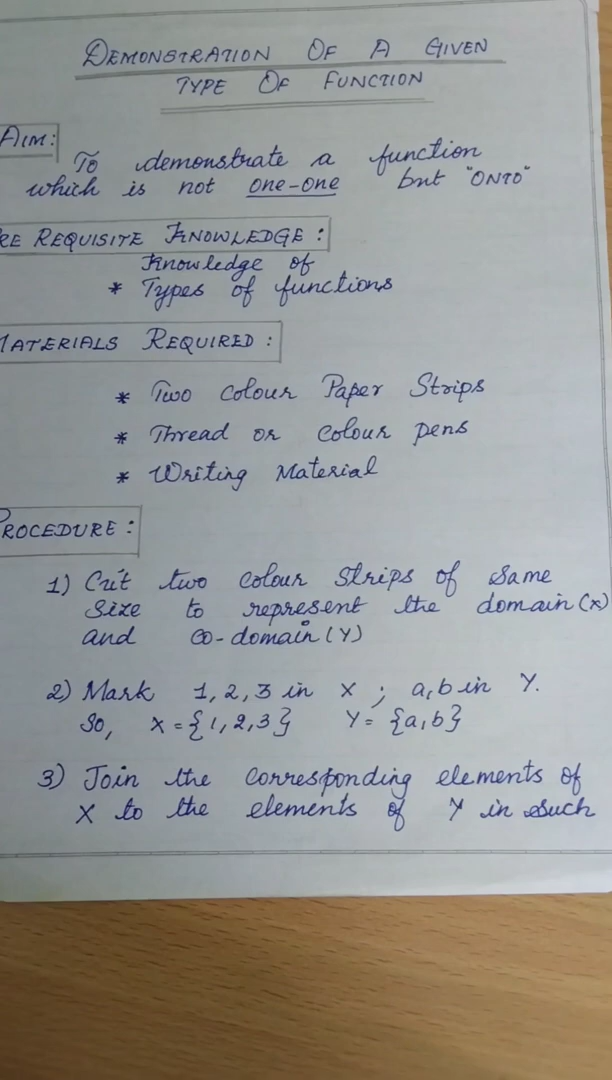 DEMONSTRATION OF A GIVEN
TYPE OF FUNCTION
AIM:
To demonstrate a function
which is not one-one but "ONTO"
RE REQUISITE KNOWLEDGE:
Knowledge of
* Types of functions
MATERIALS REQUIRED:
* Two Colour Paper Strips
* Thread or Colour pens
* Writing Material
PROCEDURE:
1) Cut two colour strips of same
size to represent the domain (x)
and co-domain (Y)
2) Mark 1, 2, 3 in X ; a, b in Y.
So, X = {1, 2, 3} Y = {a, b}
3) Join the corresponding elements of
X to the elements of Y in such